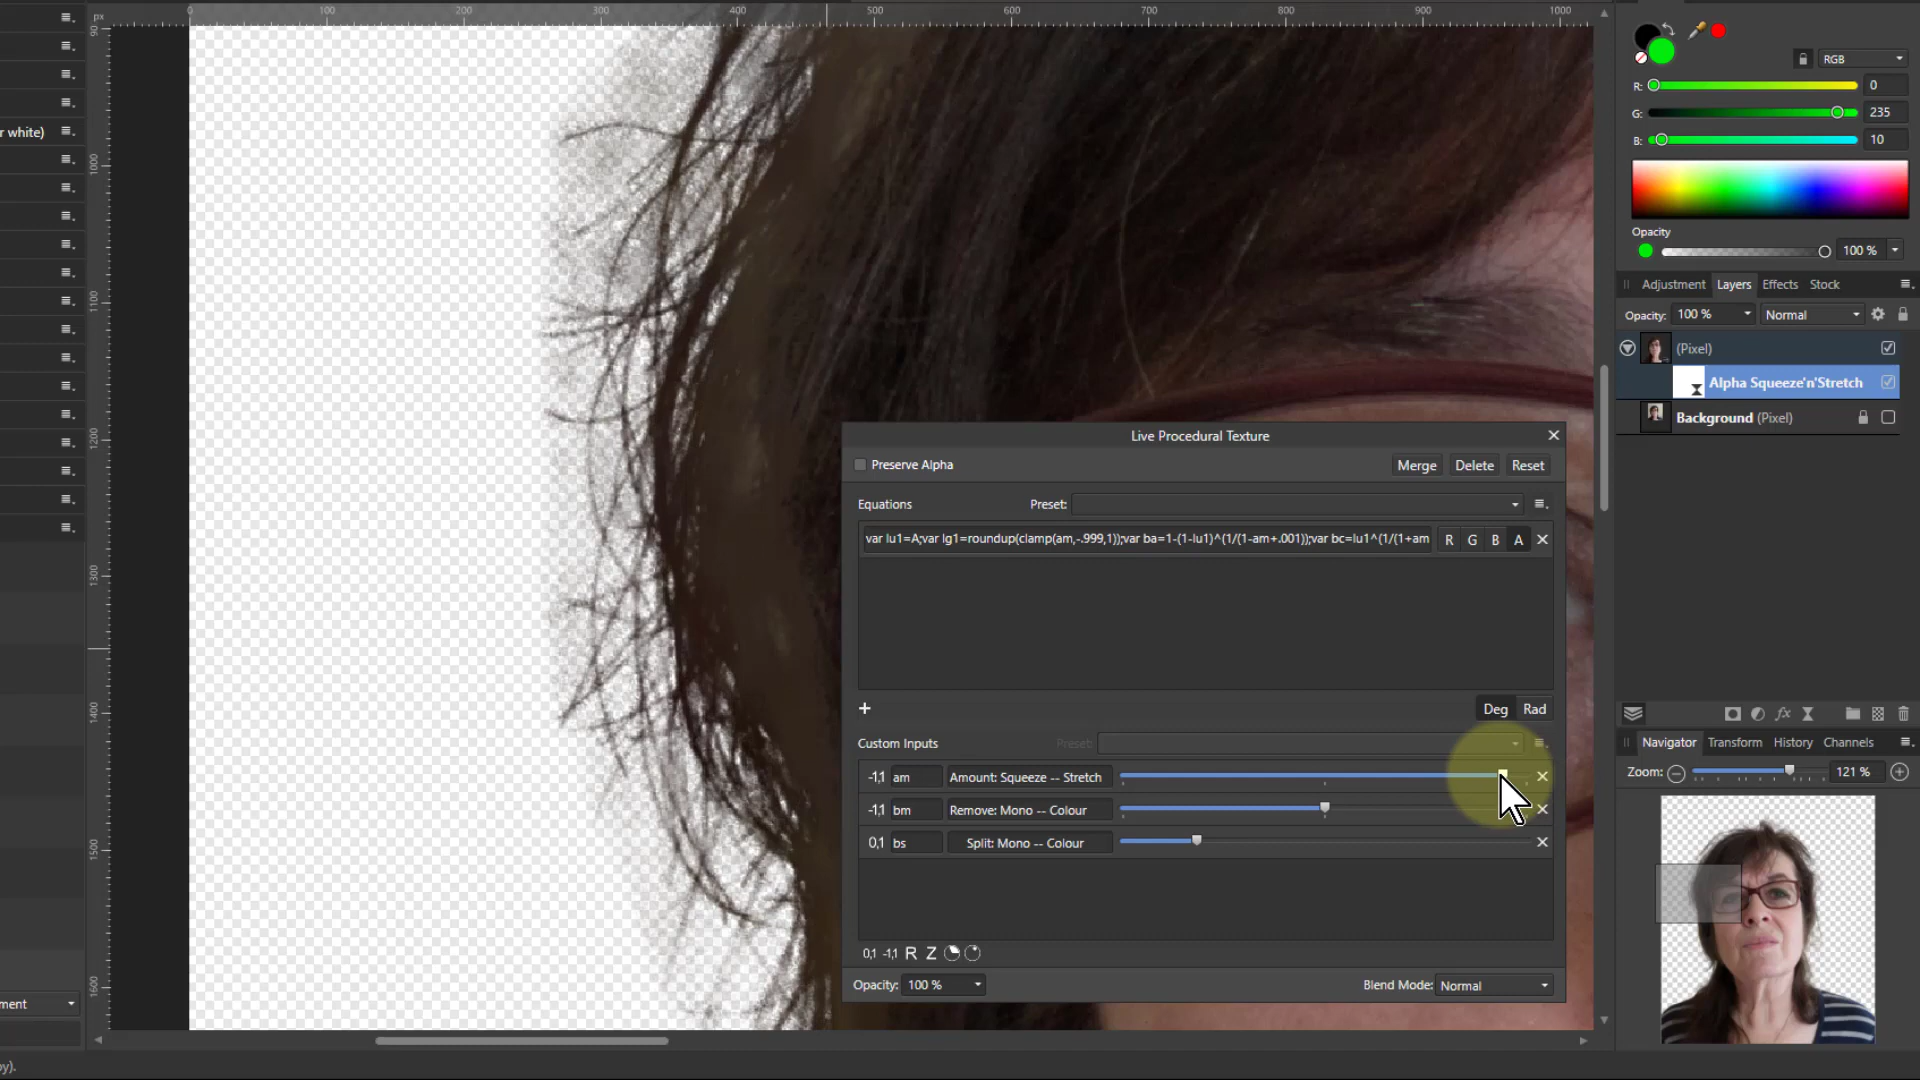 px
0
100
200
300
400
500
600
700
800
900
1000
RGB
R:
0
G:
235
B:
10
r white)
Opacity
100 %
Adjustment
Layers
Effects
Stock
Opacity:
100 %
Normal
(Pixel)
Alpha Squeeze'n'Stretch
Background (Pixel)
Live Procedural Texture
Preserve Alpha
Merge
Delete
Reset
Equations
Preset:
var lu1=A;var lg1=roundup(clamp(am,-.999,1));var ba=1-(1-lu1)^(1/(1-am+.001));var bc=lu1^(1/(1+am
R
G
B
A
Deg
Rad
Custom Inputs
Preset:
-1,1
am
Amount: Squeeze -- Stretch
-1,1
bm
Remove: Mono -- Colour
0,1
bs
Split: Mono -- Colour
0,1
-1,1
R
Z
Opacity:
100 %
Blend Mode:
Normal
Navigator
Transform
History
Channels
Zoom:
121 %
90
1000
1100
1200
1300
1400
1500
1600
ment
py).